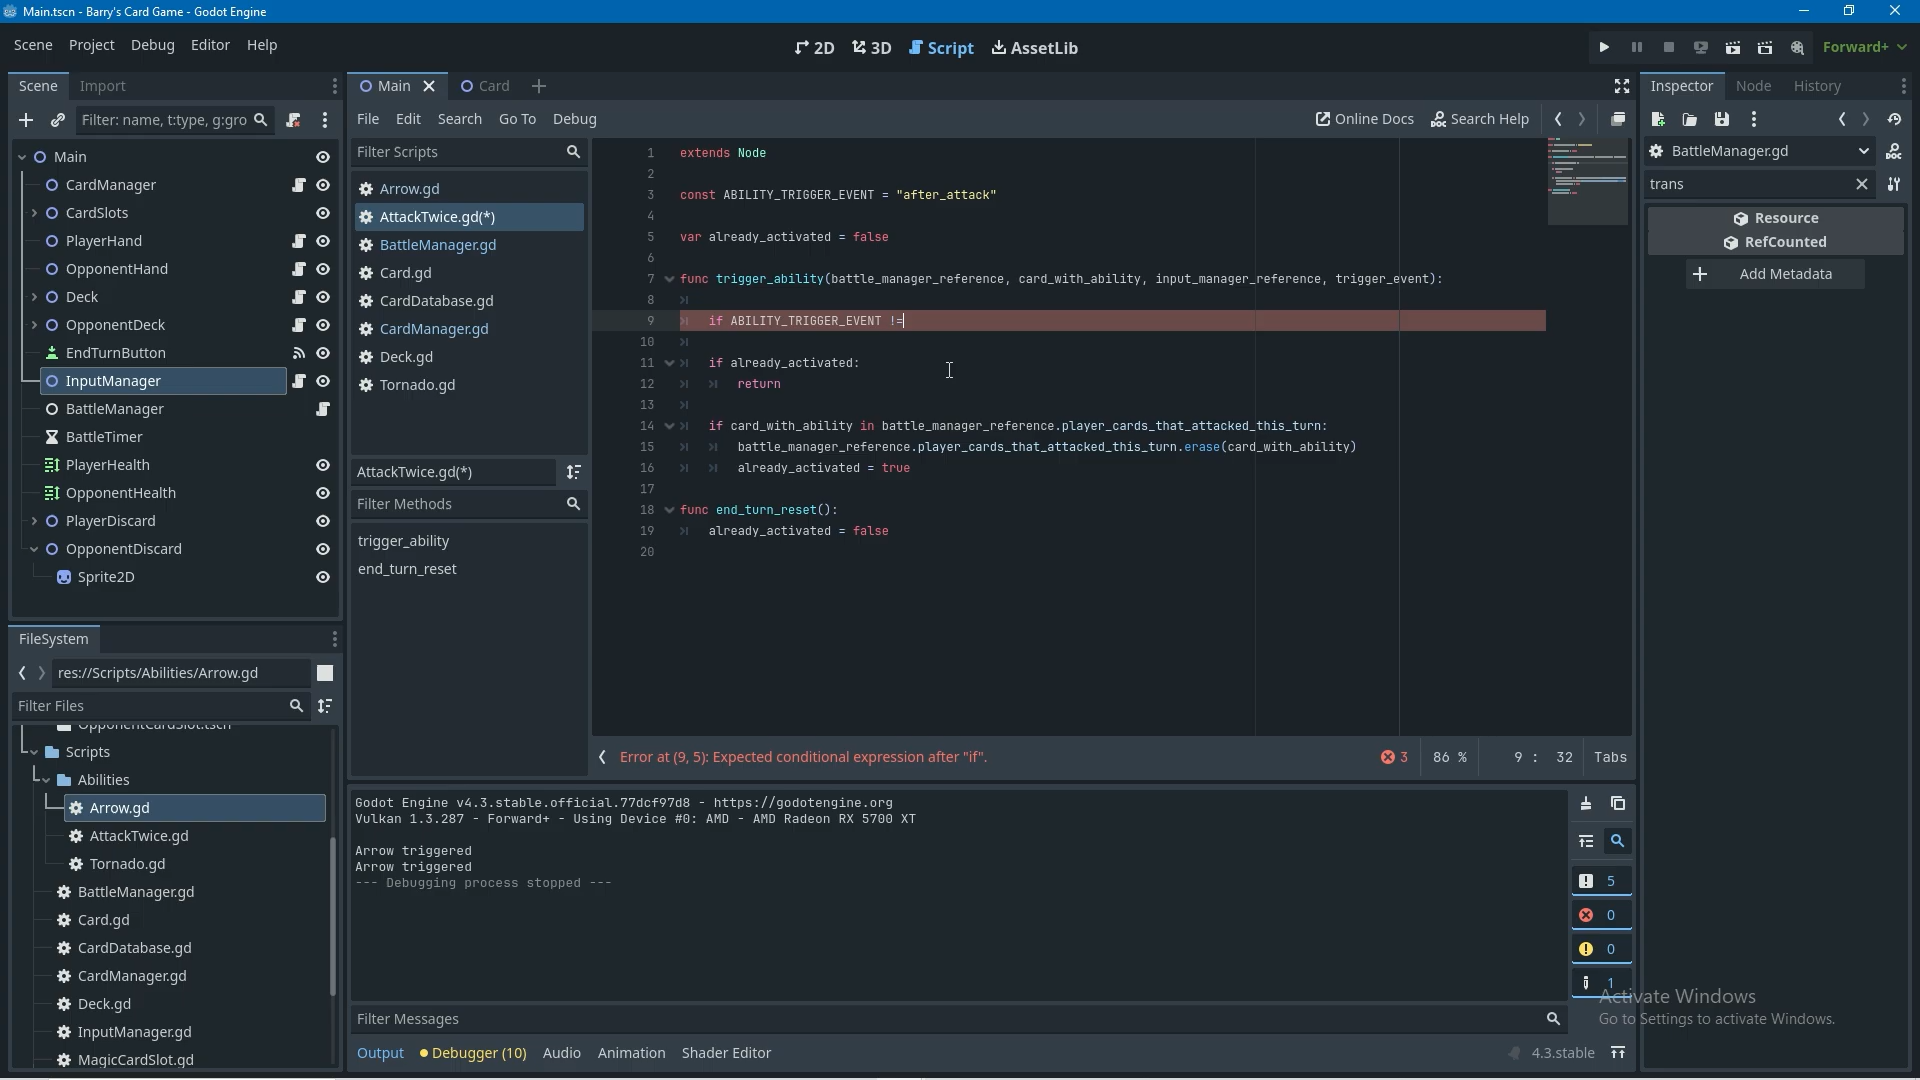 Main.tscn - Barry's Card Game - Godot Engine
Scene Project Debug Editor Help
2D 3D Script AssetLib
Forward+
Scene Import
Filter: name, t:type, g:gro
Main
CardManager
CardSlots
PlayerHand
OpponentHand
Deck
OpponentDeck
EndTurnButton
InputManager
BattleManager
BattleTimer
PlayerHealth
OpponentHealth
PlayerDiscard
OpponentDiscard
Sprite2D
FileSystem
res://Scripts/Abilities/Arrow.gd
Filter Files
OpponentCardSlot.tscn
Scripts
Abilities
Arrow.gd
AttackTwice.gd
Tornado.gd
BattleManager.gd
Card.gd
CardDatabase.gd
CardManager.gd
Deck.gd
InputManager.gd
MagicCardSlot.gd
Main Card
File Edit Search Go To Debug
Online Docs Search Help
Filter Scripts
Arrow.gd
AttackTwice.gd(*)
BattleManager.gd
Card.gd
CardDatabase.gd
CardManager.gd
Deck.gd
Tornado.gd
AttackTwice.gd(*)
Filter Methods
trigger_ability
end_turn_reset
1 extends Node
2
3 const ABILITY_TRIGGER_EVENT = "after_attack"
4
5 var already_activated = false
6
7 func trigger_ability(battle_manager_reference, card_with_ability, input_manager_reference, trigger_event):
8
9 if ABILITY_TRIGGER_EVENT !=
10
11 if already_activated:
12 return
13
14 if card_with_ability in battle_manager_reference.player_cards_that_attacked_this_turn:
15 battle_manager_reference.player_cards_that_attacked_this_turn.erase(card_with_ability)
16 already_activated = true
17
18 func end_turn_reset():
19 already_activated = false
20
Error at (9, 5): Expected conditional expression after "if".
3 86 % 9 : 32 Tabs
Godot Engine v4.3.stable.official.77dcf97d8 - https://godotengine.org
Vulkan 1.3.287 - Forward+ - Using Device #0: AMD - AMD Radeon RX 5700 XT
Arrow triggered
Arrow triggered
--- Debugging process stopped ---
5
0
0
1
Filter Messages
Output Debugger (10) Audio Animation Shader Editor
4.3.stable
Inspector Node History
BattleManager.gd
trans
Resource
RefCounted
Add Metadata
Activate Windows
Go to Settings to activate Windows.